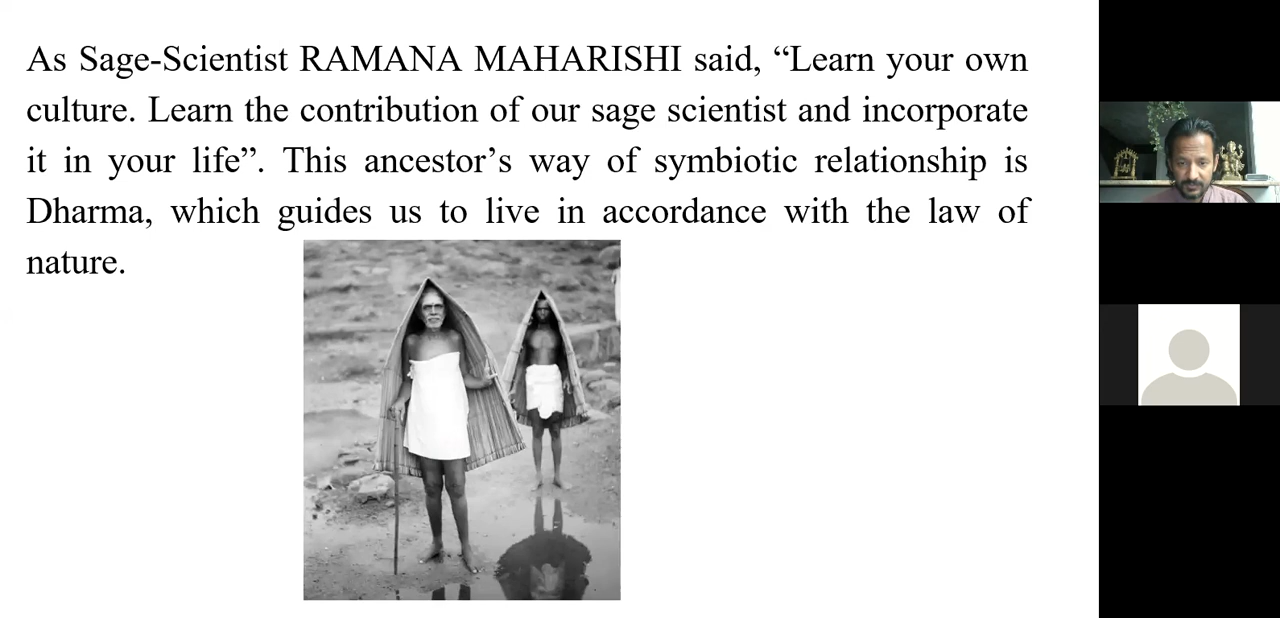 As Sage-Scientist RAMANA MAHARISHI said, “Learn your own
culture. Learn the contribution of our sage scientist and incorporate
it in your life”. This ancestor’s way of symbiotic relationship is
Dharma, which guides us to live in accordance with the law of
nature.